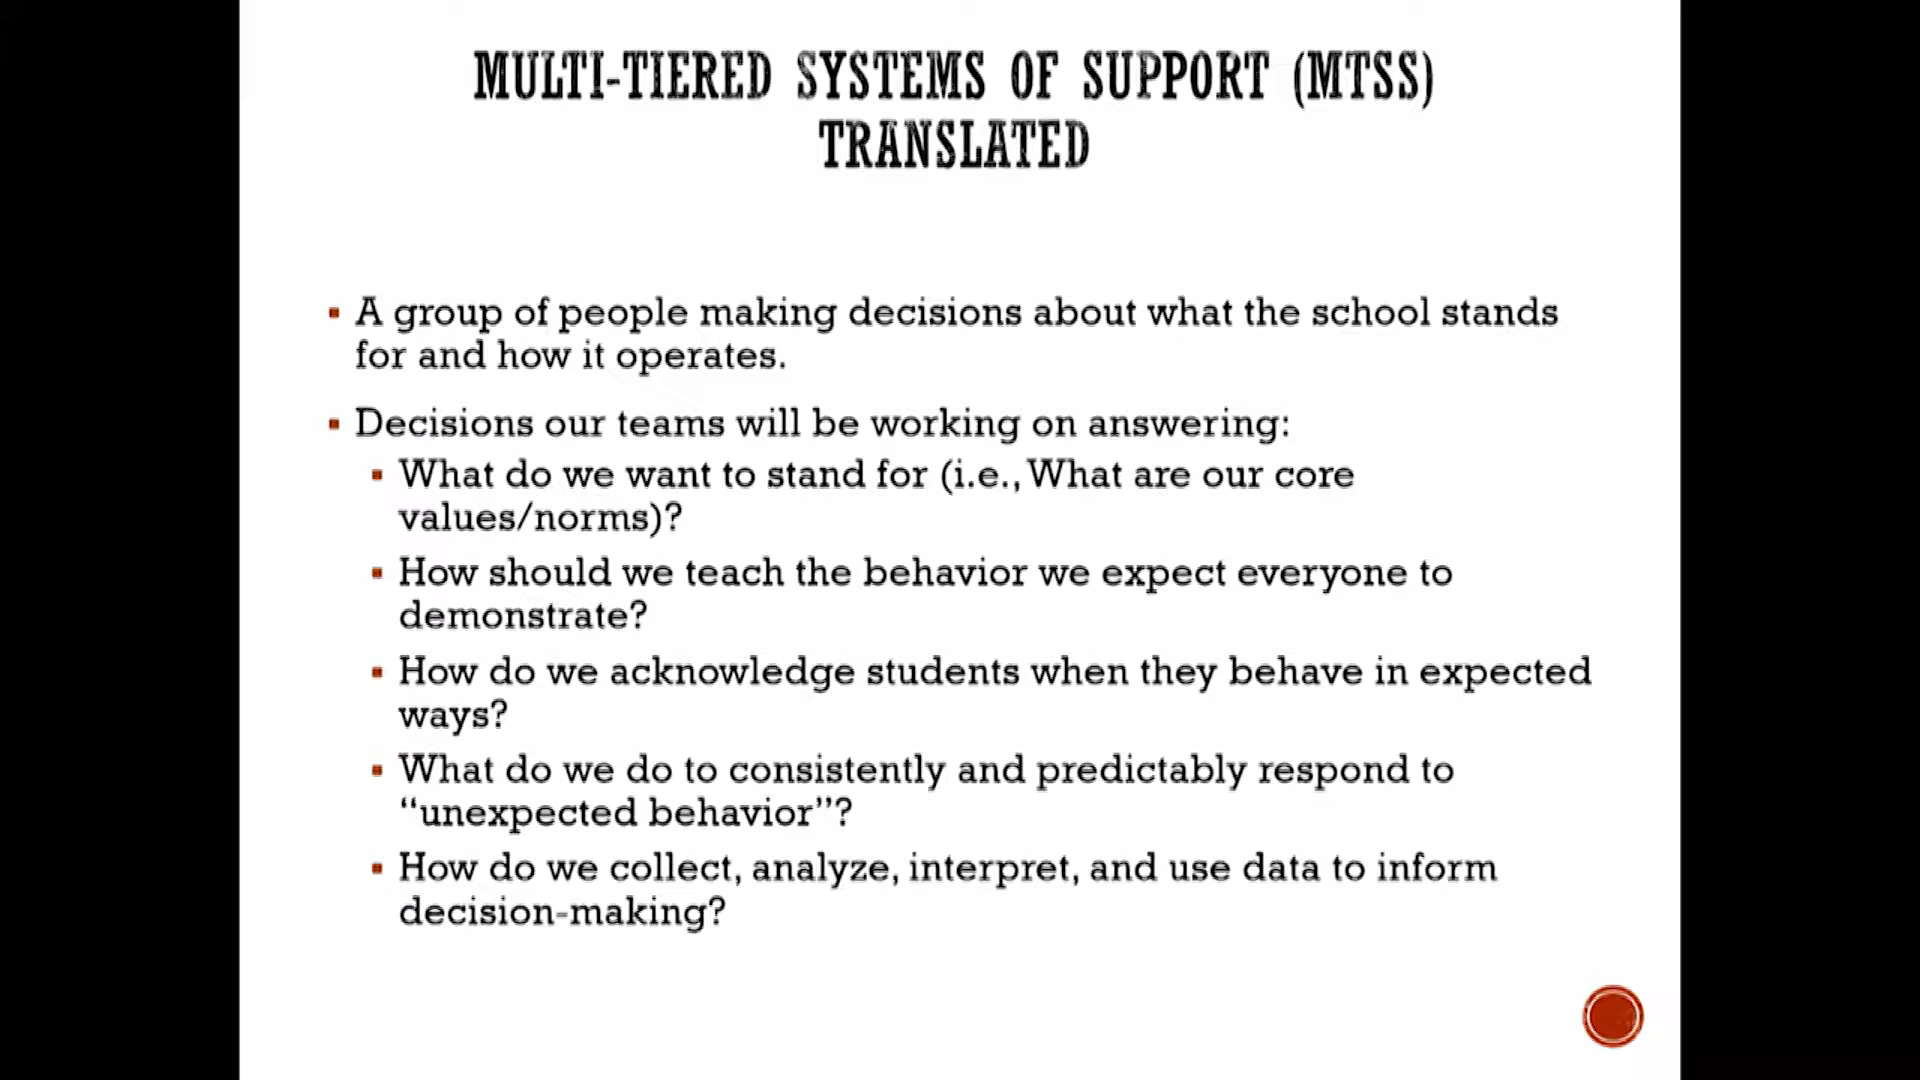 MULTI-TIERED SYSTEMS OF SUPPORT (MTSS)
TRANSLATED
A group of people making decisions about what the school stands
for and how it operates.
Decisions our teams will be working on answering:
What do we want to stand for (i.e., What are our core
values/norms)?
How should we teach the behavior we expect everyone to
demonstrate?
How do we acknowledge students when they behave in expected
ways?
What do we do to consistently and predictably respond to
“unexpected behavior”?
How do we collect, analyze, interpret, and use data to inform
decision-making?